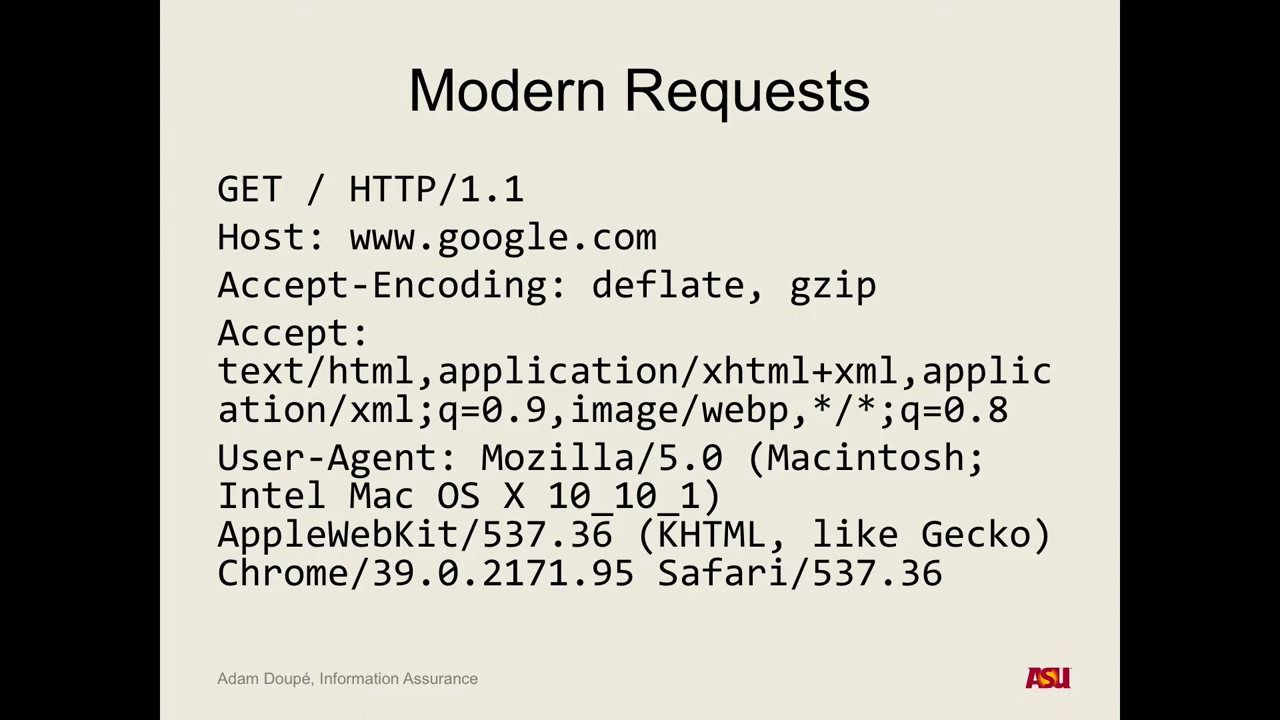 Modern Requests
GET / HTTP/1.1
Host: www.google.com
Accept-Encoding: deflate, gzip
Accept:
text/html,application/xhtml+xml,applic
ation/xml;q=0.9,image/webp,*/*;q=0.8
User-Agent: Mozilla/5.0 (Macintosh;
Intel Mac OS X 10_10_1)
AppleWebKit/537.36 (KHTML, like Gecko)
Chrome/39.0.2171.95 Safari/537.36
Adam Doupé, Information Assurance
ASU